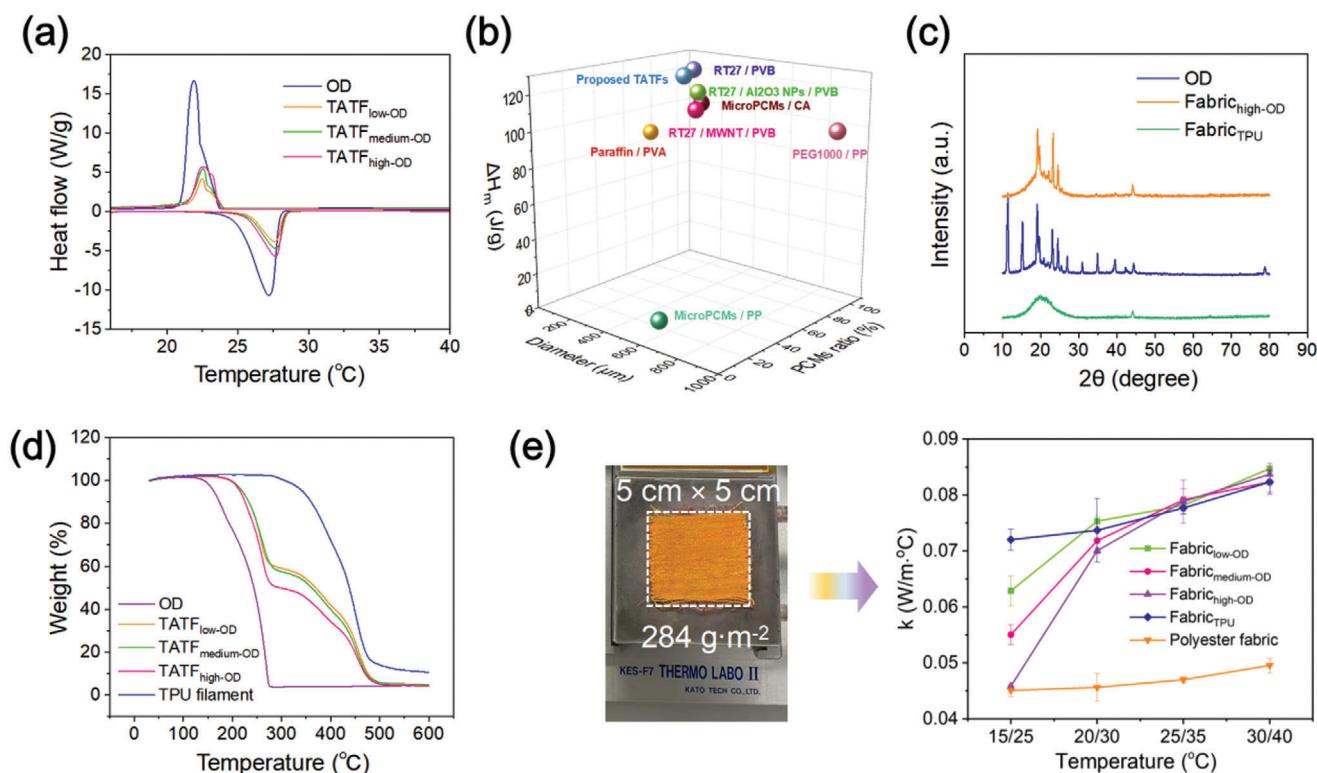 (a)
20
15
10
5
0
-5
-10
-15
Heat flow (W/g)
OD
TATFlow-OD
TATFmedium-OD
TATFhigh-OD
20
25
30
35
40
Temperature (°C)
(b)
120
100
80
60
40
20
0
ΔHm (J/g)
Proposed TATFs
RT27 / PVB
RT27 / Al2O3 NPs / PVB
MicroPCMs / CA
RT27 / MWNT / PVB
Paraffin / PVA
PEG1000 / PP
MicroPCMs / PP
200
400
600
800
1000
Diameter (μm)
0
20
40
60
80
100
PCMs ratio (%)
(c)
Intensity (a.u.)
OD
Fabrichigh-OD
FabricTPU
0 10 20 30 40 50 60 70 80 90
2θ (degree)
(d)
120
100
80
60
40
20
0
Weight (%)
OD
TATFlow-OD
TATFmedium-OD
TATFhigh-OD
TPU filament
0 100 200 300 400 500 600
Temperature (°C)
(e)
5 cm × 5 cm
284 g·m-2
KES-F7 THERMO LABO II
KATO TECH CO.,LTD.
0.09
0.08
0.07
0.06
0.05
0.04
k (W/m·°C)
Fabriclow-OD
Fabricmedium-OD
Fabrichigh-OD
FabricTPU
Polyester fabric
15/25 20/30 25/35 30/40
Temperature (°C)